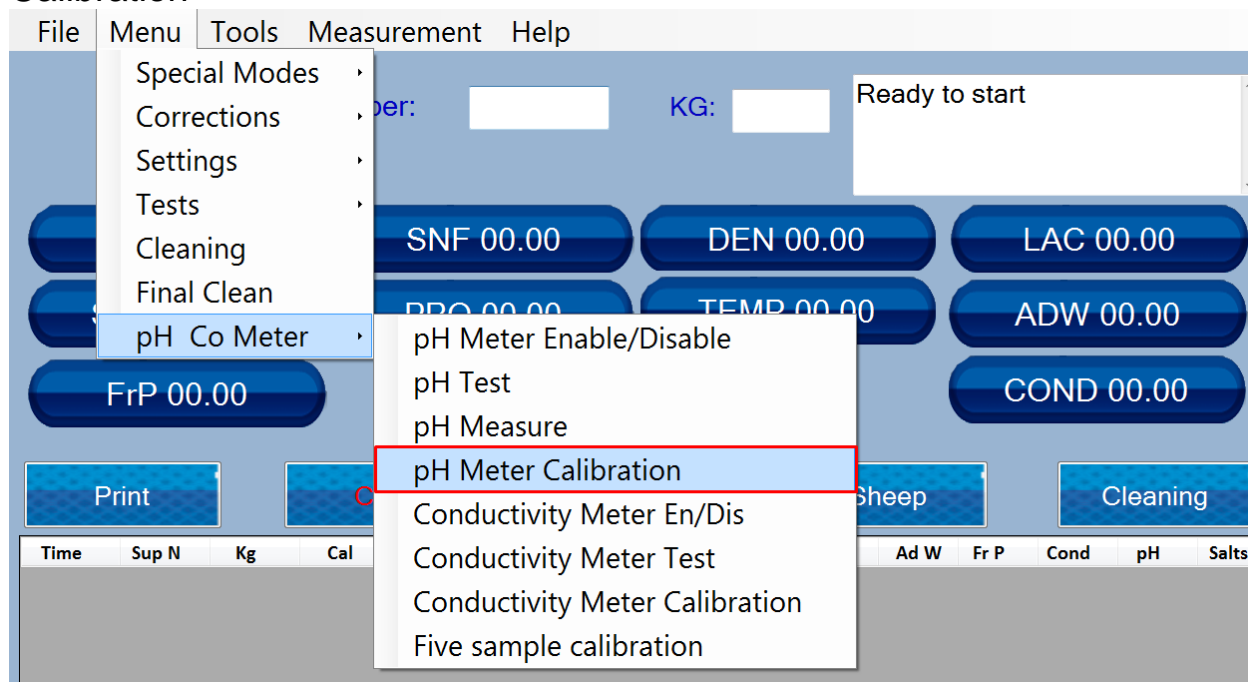 File Menu Tools Measurement Help
Special Modes
Corrections
Settings
Tests
Cleaning
Final Clean
pH Co Meter
KG:
Ready to start
SNF 00.00 DEN 00.00 LAC 00.00
ADW 00.00
FrP 00.00 COND 00.00
pH Meter Enable/Disable
pH Test
pH Measure
pH Meter Calibration
Conductivity Meter En/Dis
Conductivity Meter Test
Conductivity Meter Calibration
Five sample calibration
Print Sheep Cleaning
Time Sup N Kg Cal Ad W Fr P Cond pH Salts